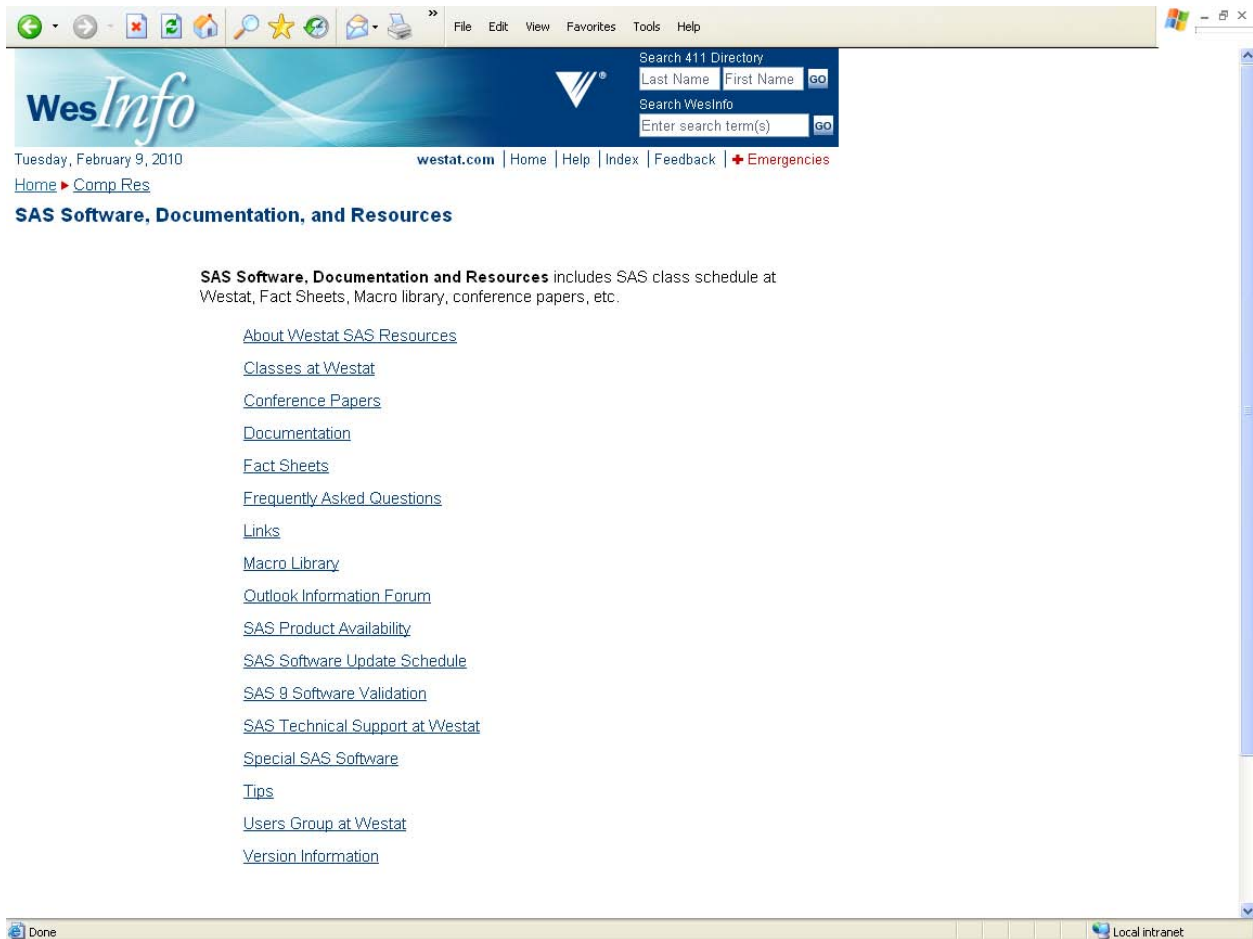 » File Edit View Favorites Tools Help
WesInfo
®
Search 411 Directory
Last Name First Name GO
Search WesInfo
Enter search term(s) GO
Tuesday, February 9, 2010 westat.com | Home | Help | Index | Feedback | Emergencies
Home ▸ Comp Res
SAS Software, Documentation, and Resources
SAS Software, Documentation and Resources includes SAS class schedule at
Westat, Fact Sheets, Macro library, conference papers, etc.
About Westat SAS Resources
Classes at Westat
Conference Papers
Documentation
Fact Sheets
Frequently Asked Questions
Links
Macro Library
Outlook Information Forum
SAS Product Availability
SAS Software Update Schedule
SAS 9 Software Validation
SAS Technical Support at Westat
Special SAS Software
Tips
Users Group at Westat
Version Information
Done Local intranet